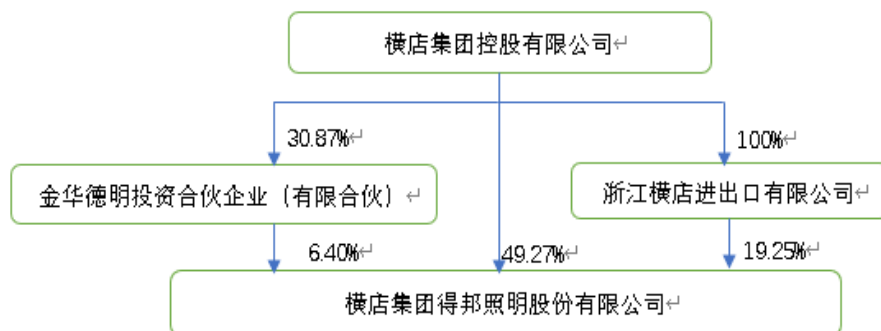 横店集团控股有限公司↵
30.87%↵
100%↵
金华德明投资合伙企业（有限合伙）↵
浙江横店进出口有限公司↵
6.40%↵
49.27%↵
19.25%↵
横店集团得邦照明股份有限公司↵